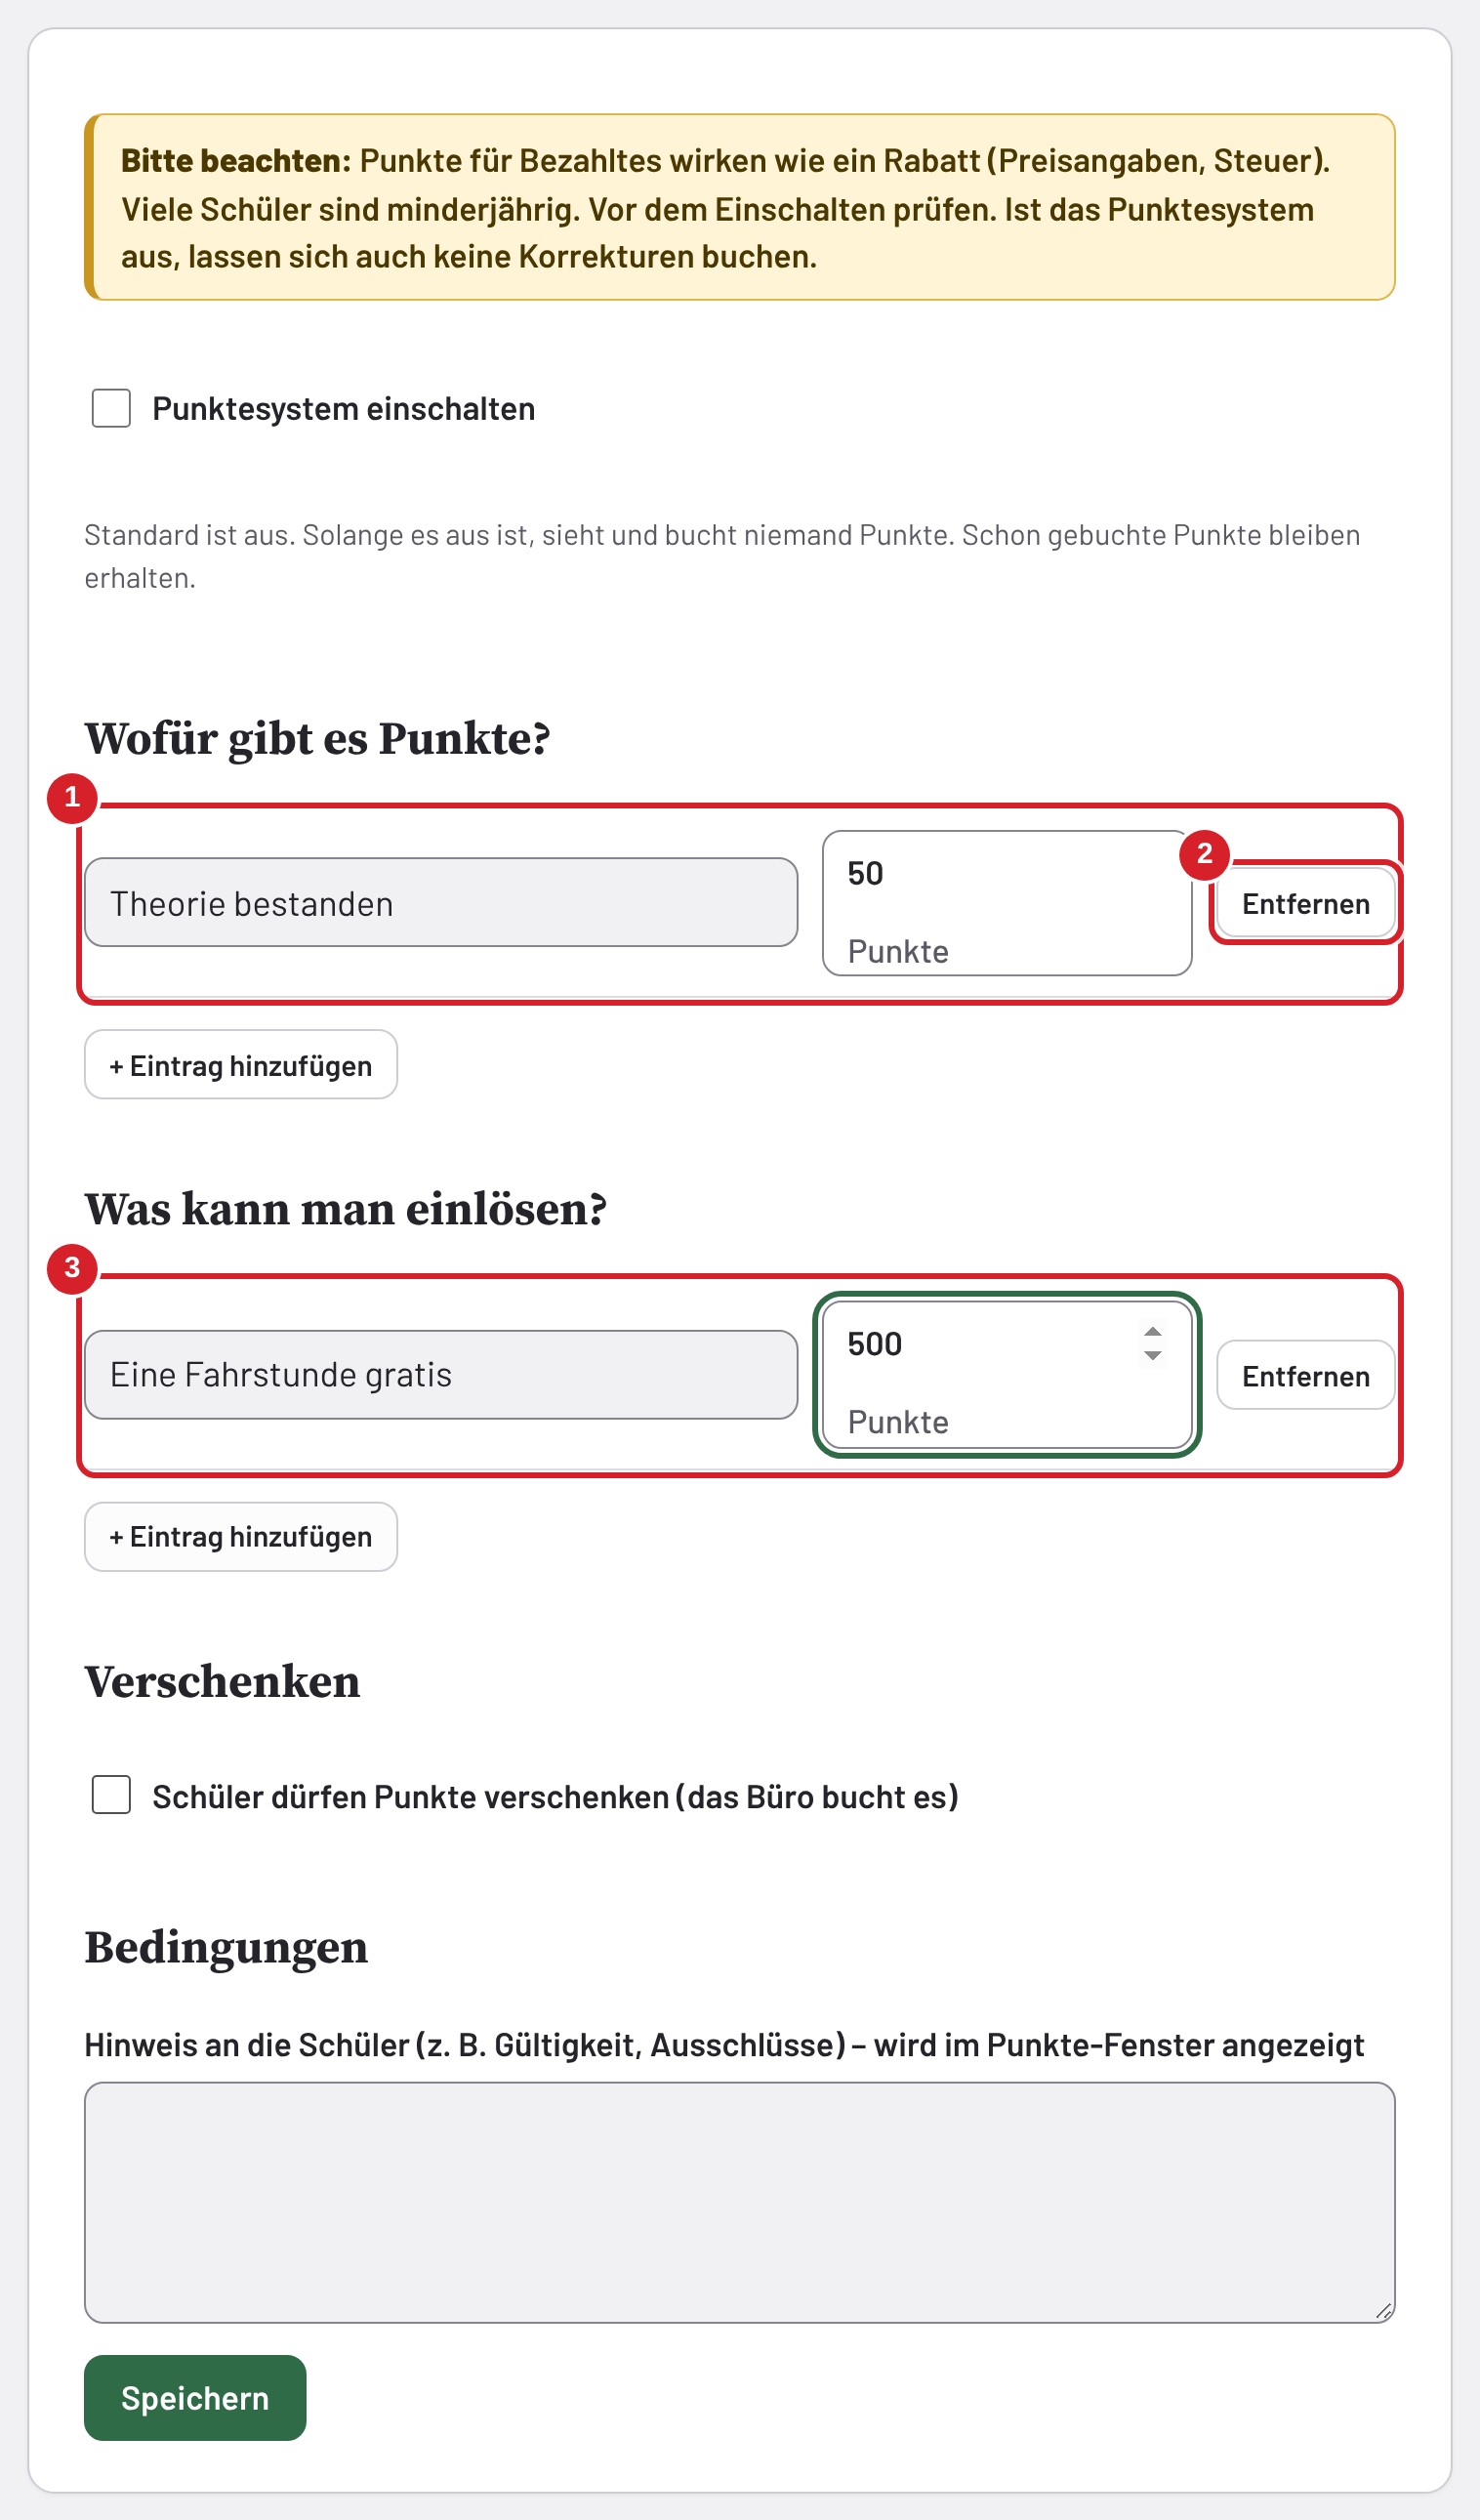 Bitte beachten: Punkte für Bezahltes wirken wie ein Rabatt (Preisangaben, Steuer).
Viele Schüler sind minderjährig. Vor dem Einschalten prüfen. Ist das Punktesystem
aus, lassen sich auch keine Korrekturen buchen.
Punktesystem einschalten
Standard ist aus. Solange es aus ist, sieht und bucht niemand Punkte. Schon gebuchte Punkte bleiben
erhalten.
Wofür gibt es Punkte?
1
Theorie bestanden
50
Punkte
2
Entfernen
+ Eintrag hinzufügen
Was kann man einlösen?
3
Eine Fahrstunde gratis
500
Punkte
Entfernen
+ Eintrag hinzufügen
Verschenken
Schüler dürfen Punkte verschenken (das Büro bucht es)
Bedingungen
Hinweis an die Schüler (z. B. Gültigkeit, Ausschlüsse) – wird im Punkte-Fenster angezeigt
Speichern